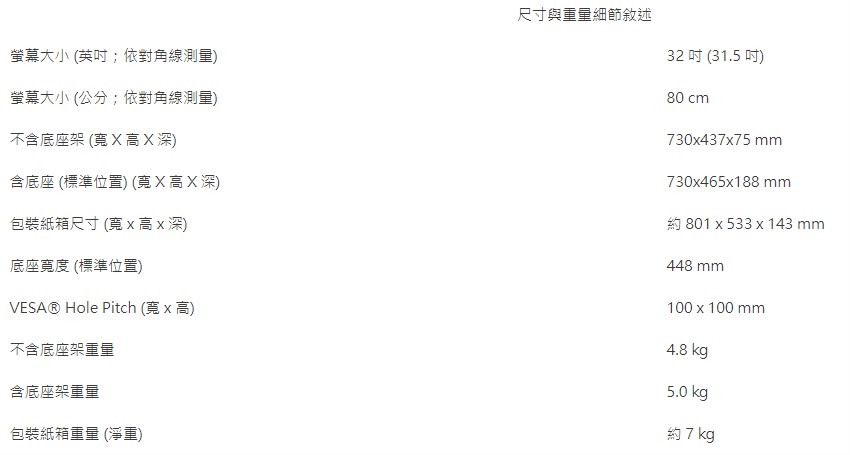 尺寸與重量細節敘述
螢幕大小 (英吋；依對角線測量) 32 吋 (31.5 吋)
螢幕大小 (公分；依對角線測量) 80 cm
不含底座架 (寬 X 高 X 深) 730x437x75 mm
含底座 (標準位置) (寬 X 高 X 深) 730x465x188 mm
包裝紙箱尺寸 (寬 x 高 x 深) 約 801 x 533 x 143 mm
底座寬度 (標準位置) 448 mm
VESA® Hole Pitch (寬 x 高) 100 x 100 mm
不含底座架重量 4.8 kg
含底座架重量 5.0 kg
包裝紙箱重量 (淨重) 約 7 kg